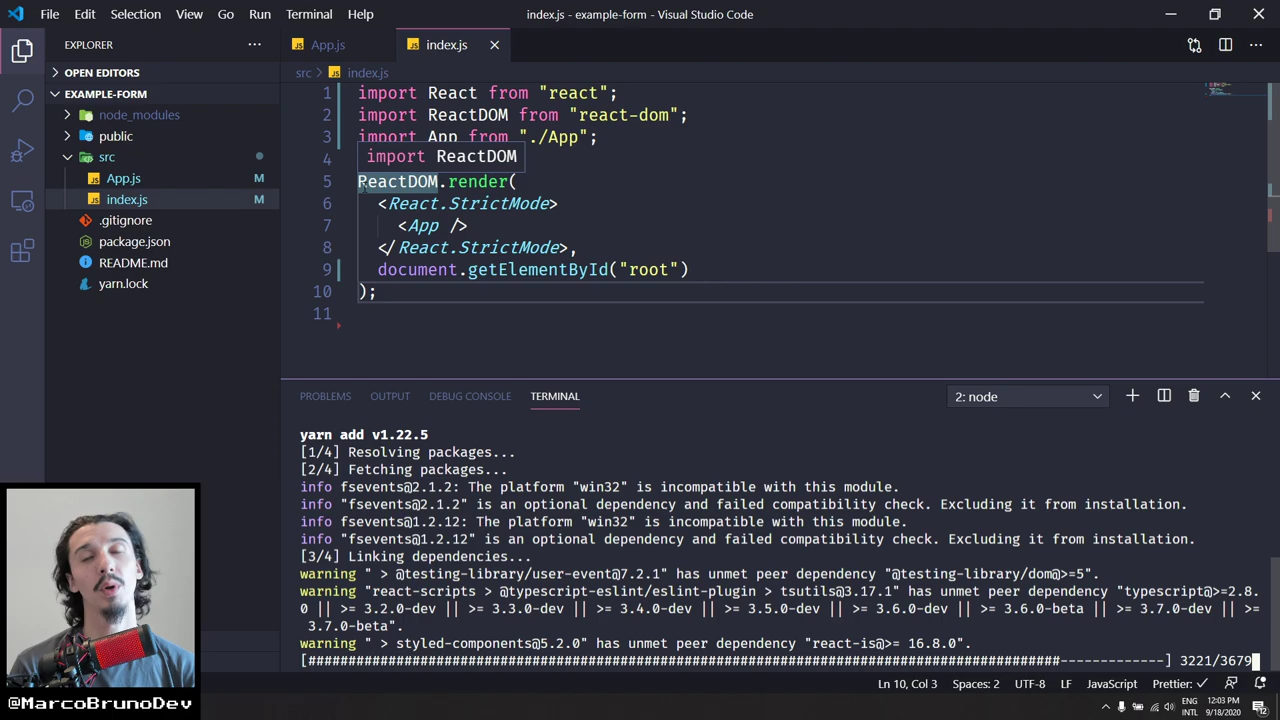 File Edit Selection View Go Run Terminal Help index.js - example-form - Visual Studio Code
EXPLORER
OPEN EDITORS
EXAMPLE-FORM
node_modules
public
src
App.js M
index.js M
.gitignore
package.json
README.md
yarn.lock
JS App.js JS index.js
src JS index.js
1 import React from "react";
2 import ReactDOM from "react-dom";
3 import App from "./App";
4
import ReactDOM
5 ReactDOM.render(
6 <React.StrictMode>
7 <App />
8 </React.StrictMode>,
9 document.getElementById("root")
10 );
11
PROBLEMS OUTPUT DEBUG CONSOLE TERMINAL 2: node
yarn add v1.22.5
[1/4] Resolving packages...
[2/4] Fetching packages...
info fsevents@2.1.2: The platform "win32" is incompatible with this module.
info "fsevents@2.1.2" is an optional dependency and failed compatibility check. Excluding it from installation.
info fsevents@1.2.12: The platform "win32" is incompatible with this module.
info "fsevents@1.2.12" is an optional dependency and failed compatibility check. Excluding it from installation.
[3/4] Linking dependencies...
warning " > @testing-library/user-event@7.2.1" has unmet peer dependency "@testing-library/dom@>=5".
warning "react-scripts > @typescript-eslint/eslint-plugin > tsutils@3.17.1" has unmet peer dependency "typescript@>=2.8.
0 || >= 3.2.0-dev || >= 3.3.0-dev || >= 3.4.0-dev || >= 3.5.0-dev || >= 3.6.0-dev || >= 3.6.0-beta || >= 3.7.0-dev || >=
3.7.0-beta".
warning " > styled-components@5.2.0" has unmet peer dependency "react-is@>= 16.8.0".
[###########################################################################-------------] 3221/3679
Ln 10, Col 3 Spaces: 2 UTF-8 LF JavaScript Prettier: ✓
@MarcoBrunoDev
ENG 12:03 PM
INTL 9/18/2020
12